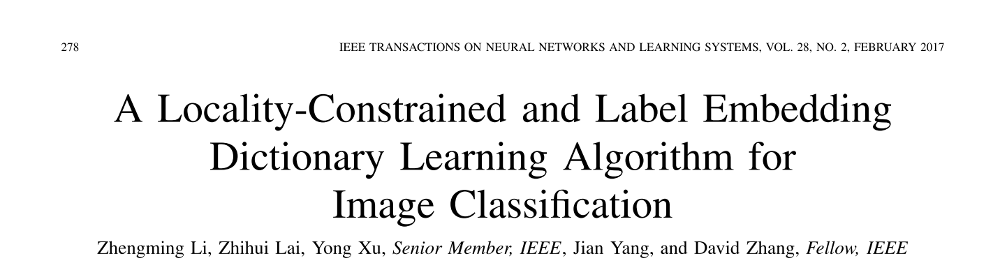 278
IEEE TRANSACTIONS ON NEURAL NETWORKS AND LEARNING SYSTEMS, VOL. 28, NO. 2, FEBRUARY 2017
A Locality-Constrained and Label Embedding
Dictionary Learning Algorithm for
Image Classification
Zhengming Li, Zhihui Lai, Yong Xu, Senior Member, IEEE, Jian Yang, and David Zhang, Fellow, IEEE